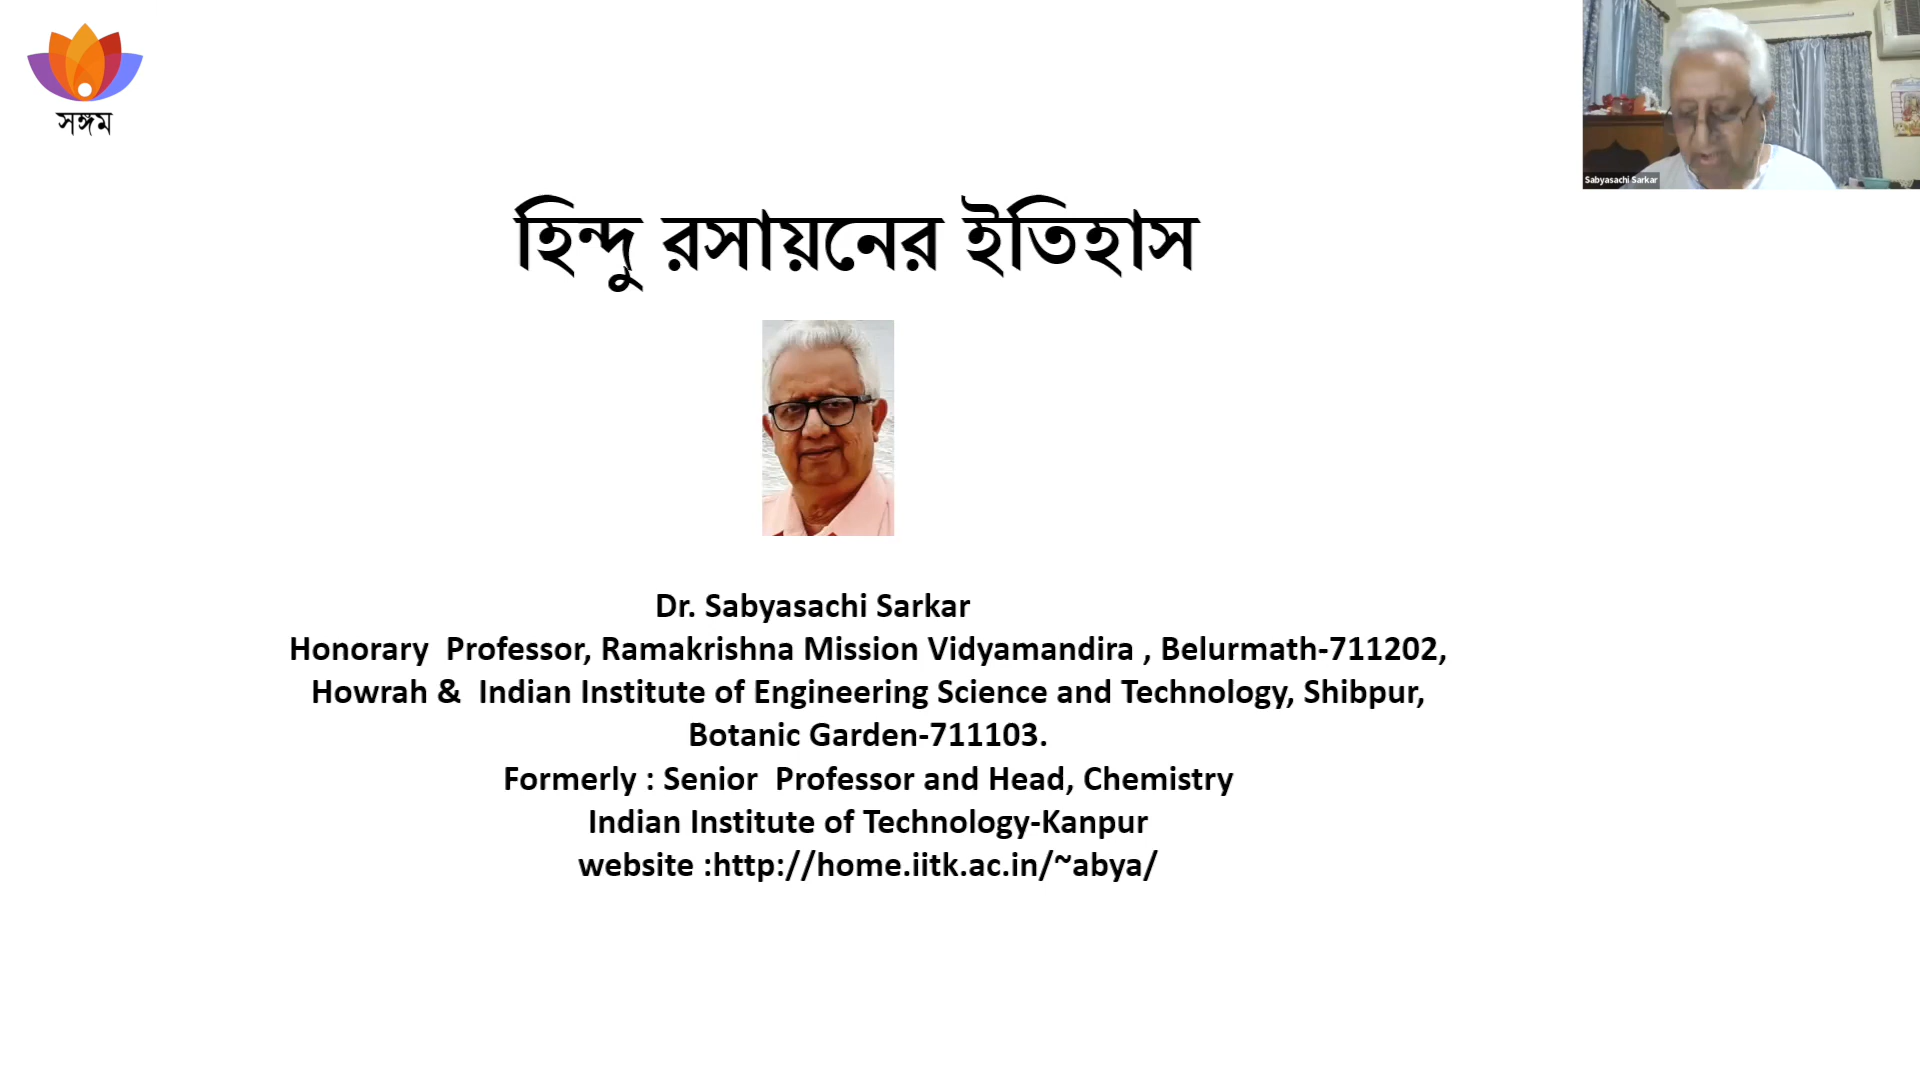 সঙ্গম
Sabyasachi Sarkar
হিন্দু রসায়নের ইতিহাস
Dr. Sabyasachi Sarkar
Honorary  Professor, Ramakrishna Mission Vidyamandira , Belurmath-711202,
Howrah &  Indian Institute of Engineering Science and Technology, Shibpur,
Botanic Garden-711103.
Formerly : Senior  Professor and Head, Chemistry
Indian Institute of Technology-Kanpur
website :http://home.iitk.ac.in/~abya/